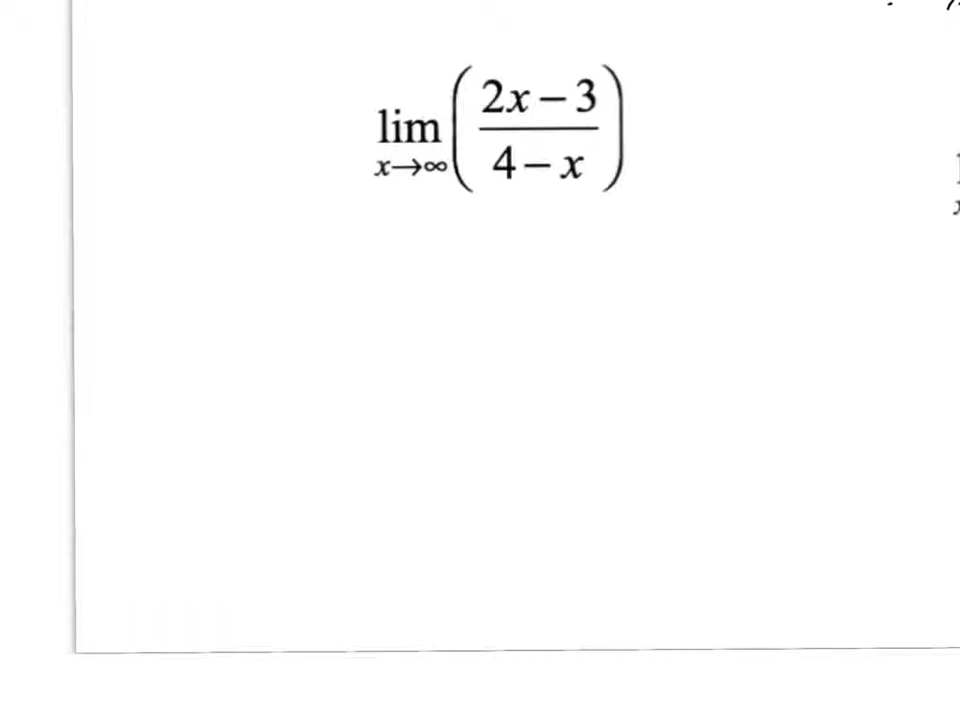 lim x→∞ ( (2x − 3) / (4 − x) )